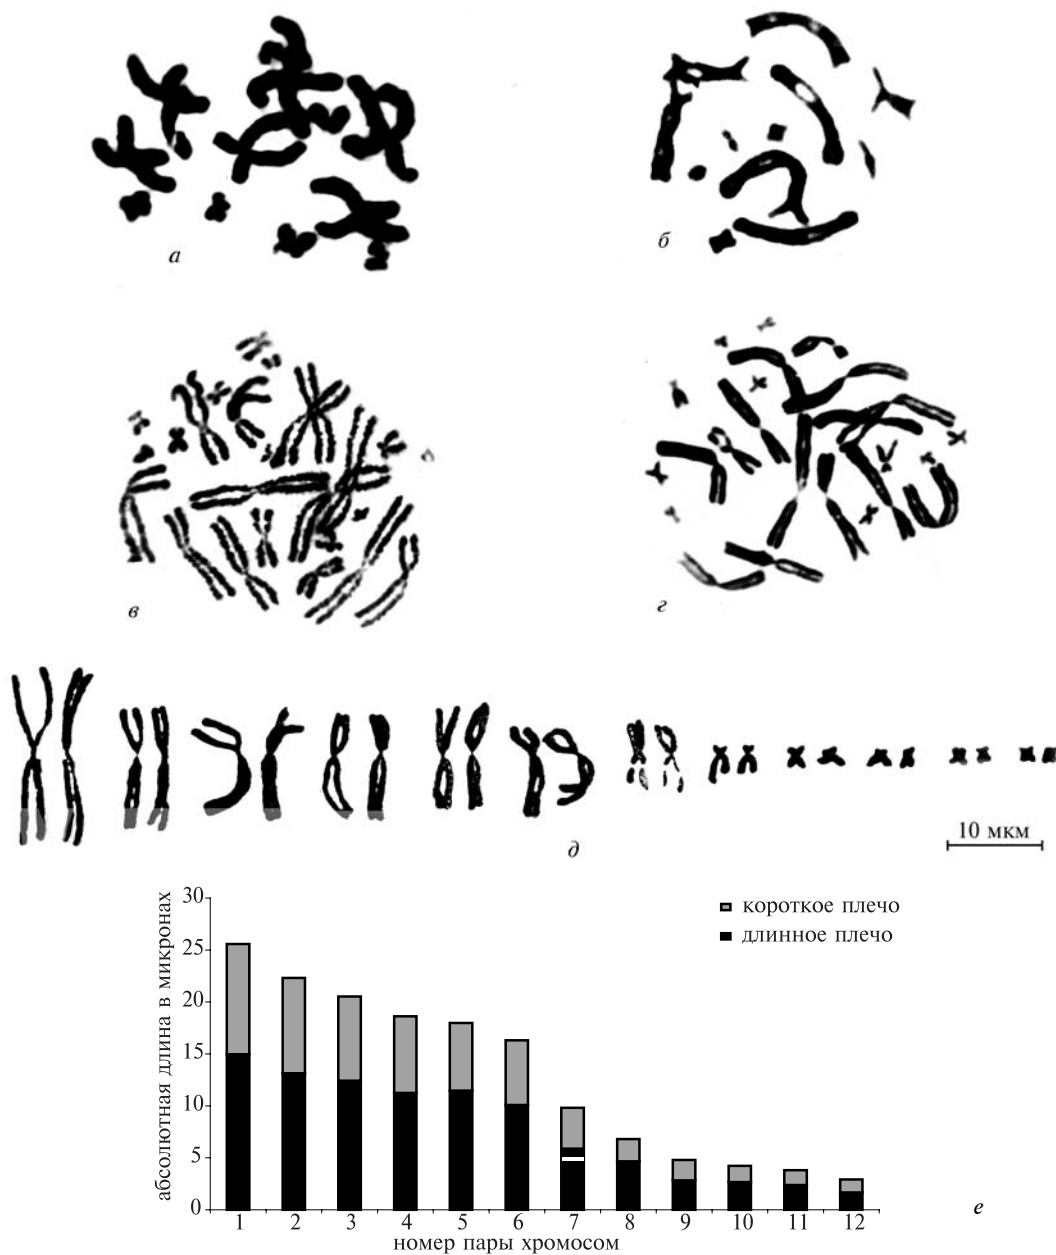 а
б
в
г
10 мкм
д
абсолютная длина в микронах
30
25
20
15
10
5
0
короткое плечо
длинное плечо
1 2 3 4 5 6 7 8 9 10 11 12
номер пары хромосом
е